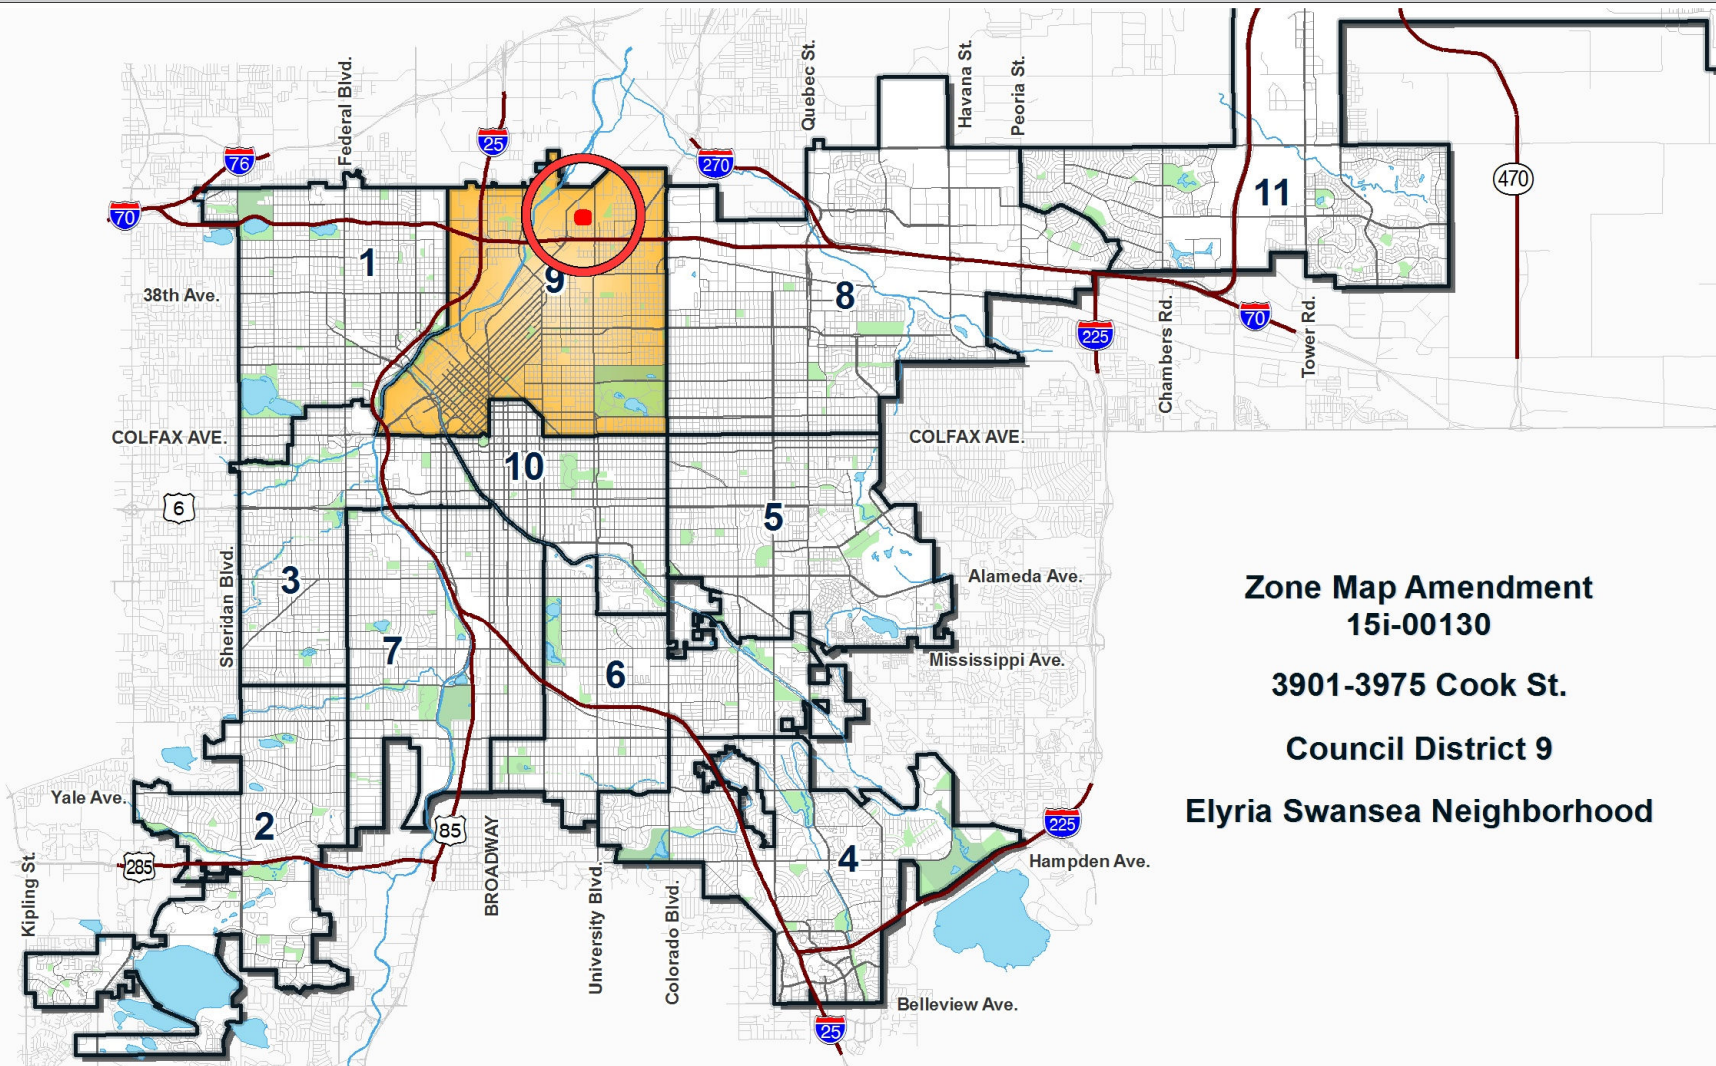 Federal Blvd.
Quebec St.
Havana St.
Peoria St.
25
76
270
470
70
11
1
9
8
38th Ave.
225
Chambers Rd.
70
Tower Rd.
COLFAX AVE.
COLFAX AVE.
10
6
5
Sheridan Blvd.
3
Alameda Ave.
7
6
Mississippi Ave.
Zone Map Amendment
15i-00130
3901-3975 Cook St.
Council District 9
Elyria Swansea Neighborhood
Yale Ave.
2
85
225
285
4
Hampden Ave.
Kipling St.
BROADWAY
University Blvd.
Colorado Blvd.
Belleview Ave.
25